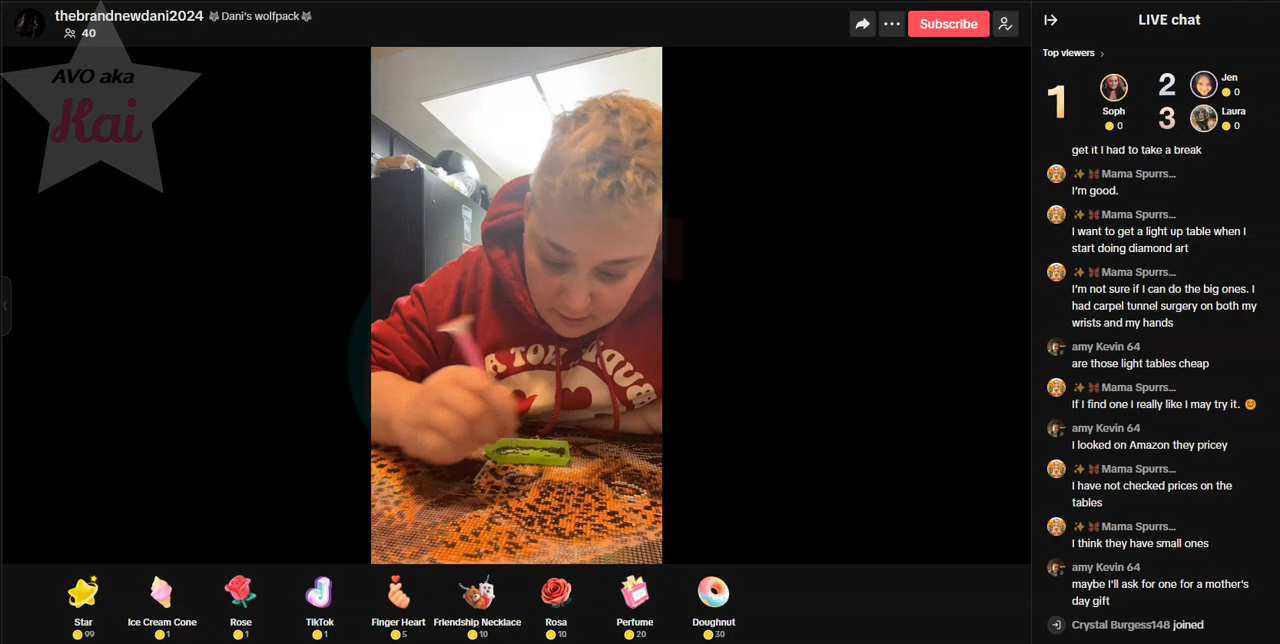 thebrandnewdani2024 🐺Dani's wolfpack🐺
40
Subscribe
LIVE chat
AVO aka
Kai
Top viewers
1
Soph
0
2
Jen
0
3
Laura
0
get it I had to take a break
✨ 🦋 Mama Spurrs...
I'm good.
✨ 🦋 Mama Spurrs...
I want to get a light up table when I
start doing diamond art
✨ 🦋 Mama Spurrs...
I'm not sure if I can do the big ones. I
had carpel tunnel surgery on both my
wrists and my hands
amy Kevin 64
are those light tables cheap
✨ 🦋 Mama Spurrs...
If I find one I really like I may try it. 😊
amy Kevin 64
I looked on Amazon they pricey
✨ 🦋 Mama Spurrs...
I have not checked prices on the
tables
✨ 🦋 Mama Spurrs...
I think they have small ones
amy Kevin 64
maybe I'll ask for one for a mother's
day gift
Crystal Burgess148 joined
Star
99
Ice Cream Cone
1
Rose
1
TikTok
1
Finger Heart
5
Friendship Necklace
10
Rosa
10
Perfume
20
Doughnut
30